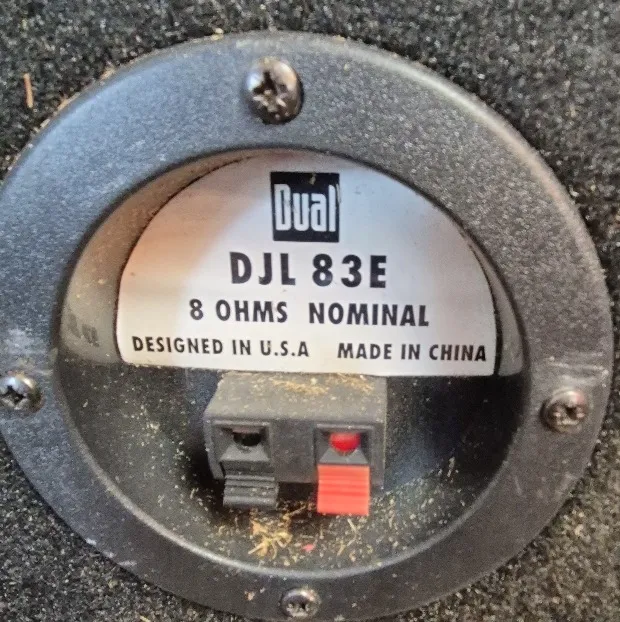 Dual
DJL 83E
8 OHMS NOMINAL
DESIGNED IN U.S.A MADE IN CHINA